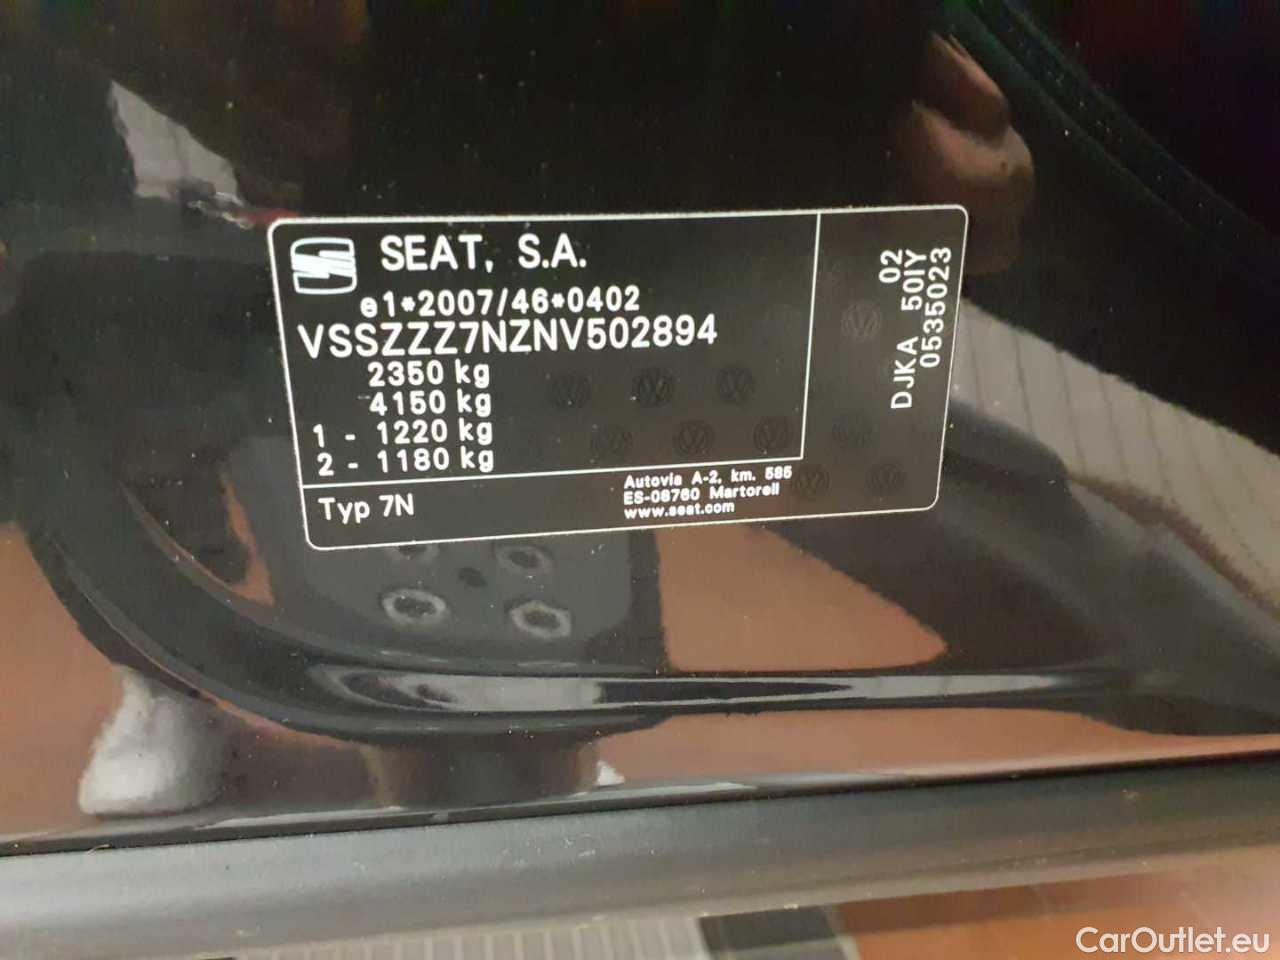 SEAT, S.A.
e1*2007/46*0402
VSSZZZ7NZNV502894
2350 kg
4150 kg
1 - 1220 kg
2 - 1180 kg
Typ 7N
Autovia A-2, km. 585
ES-08760 Martorell
www.seat.com
02
DJKA 50IY
0535023
CarOutlet.eu